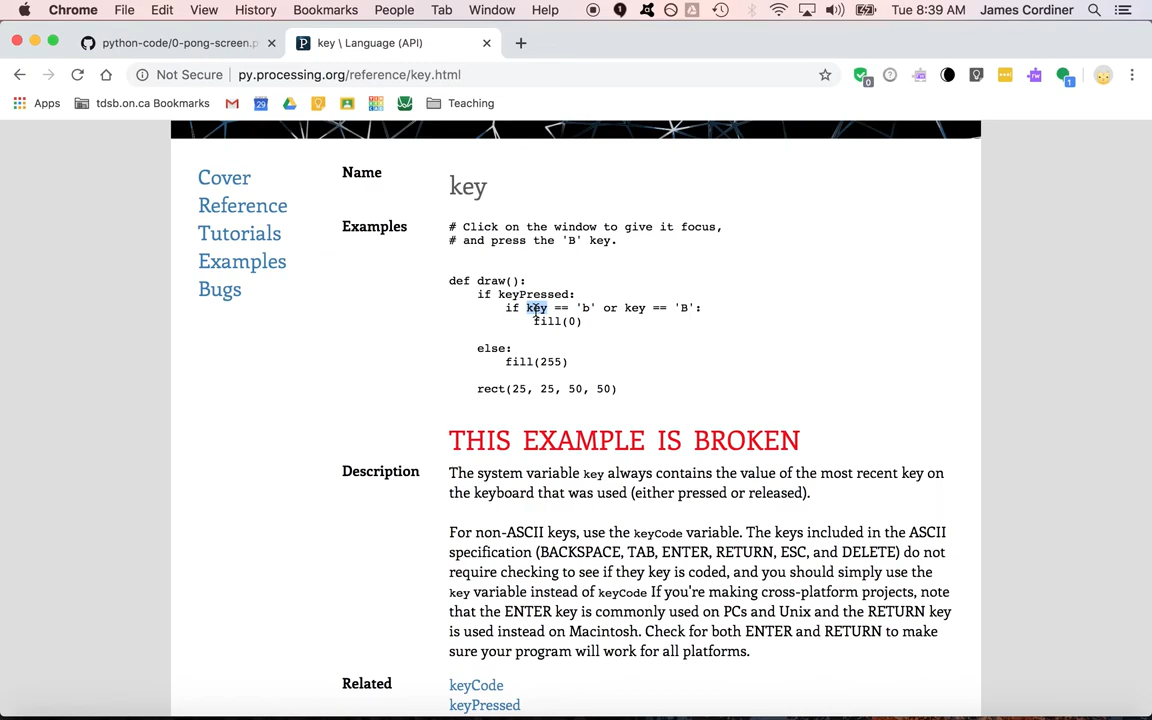 Chrome File Edit View History Bookmarks People Tab Window Help Tue 8:39 AM James Cordiner
python-code/0-pong-screen.p
key \ Language (API)
Not Secure py.processing.org/reference/key.html
Apps tdsb.on.ca Bookmarks Teaching
Cover
Reference
Tutorials
Examples
Bugs
Name
key
Examples
# Click on the window to give it focus,
# and press the 'B' key.
def draw():
if keyPressed:
if key == 'b' or key == 'B':
fill(0)
else:
fill(255)
rect(25, 25, 50, 50)
THIS EXAMPLE IS BROKEN
Description
The system variable key always contains the value of the most recent key on
the keyboard that was used (either pressed or released).
For non-ASCII keys, use the keyCode variable. The keys included in the ASCII
specification (BACKSPACE, TAB, ENTER, RETURN, ESC, and DELETE) do not
require checking to see if they key is coded, and you should simply use the
key variable instead of keyCode If you're making cross-platform projects, note
that the ENTER key is commonly used on PCs and Unix and the RETURN key
is used instead on Macintosh. Check for both ENTER and RETURN to make
sure your program will work for all platforms.
Related
keyCode
keyPressed